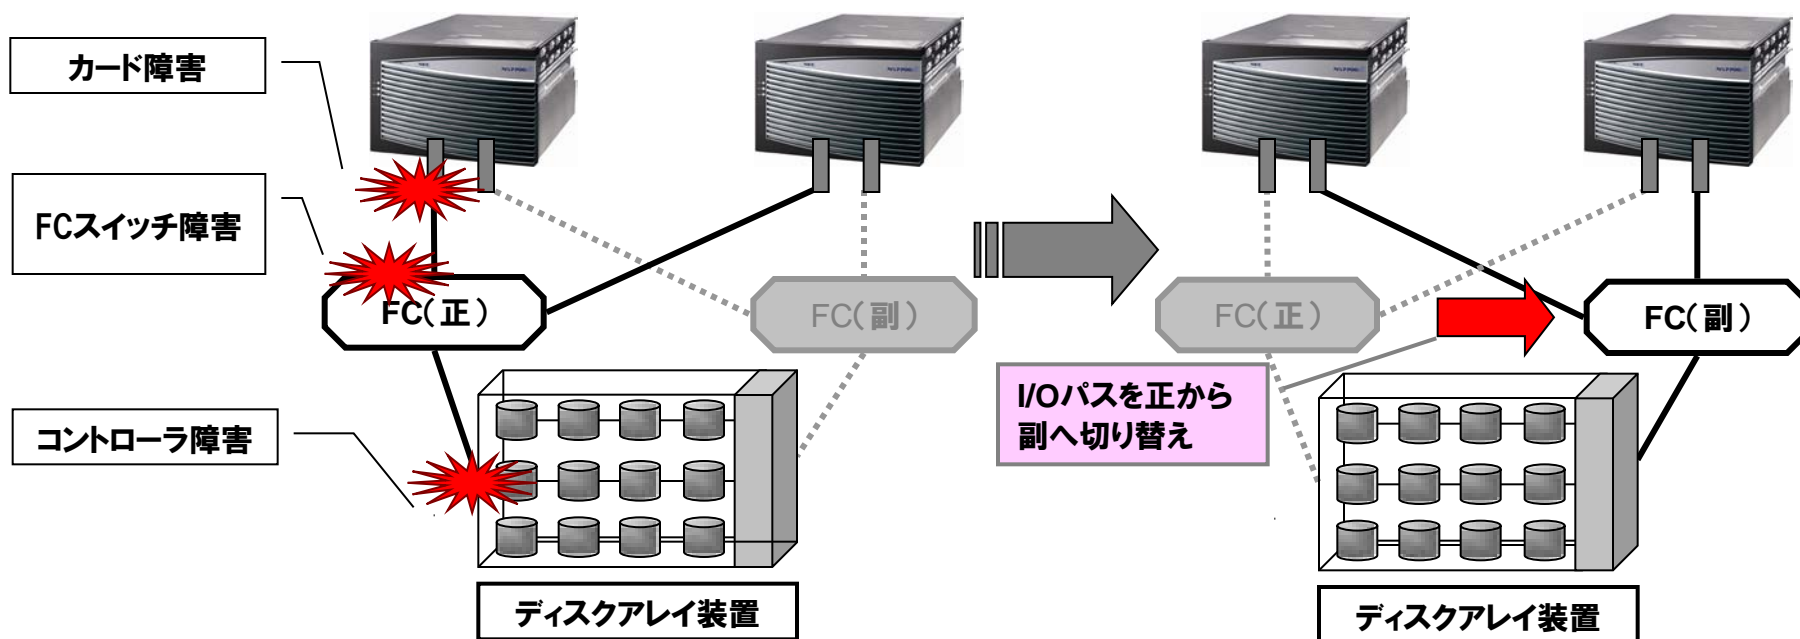 カード障害
FCスイッチ障害
FC(正)
FC(副)
コントローラ障害
ディスクアレイ装置
FC(正)
FC(副)
I/Oパスを正から
副へ切り替え
ディスクアレイ装置